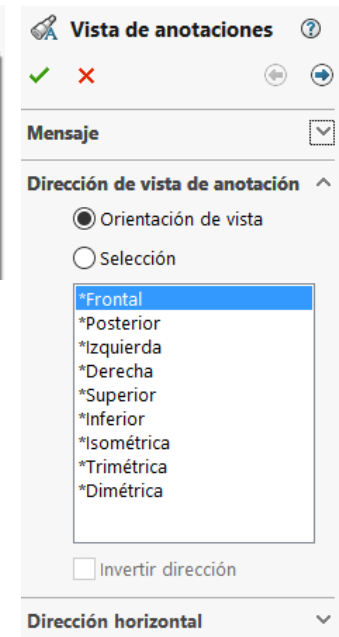 Vista de anotaciones ?
Mensaje
Dirección de vista de anotación
Orientación de vista
Selección
*Frontal
*Posterior
*Izquierda
*Derecha
*Superior
*Inferior
*Isométrica
*Trimétrica
*Dimétrica
Invertir dirección
Dirección horizontal